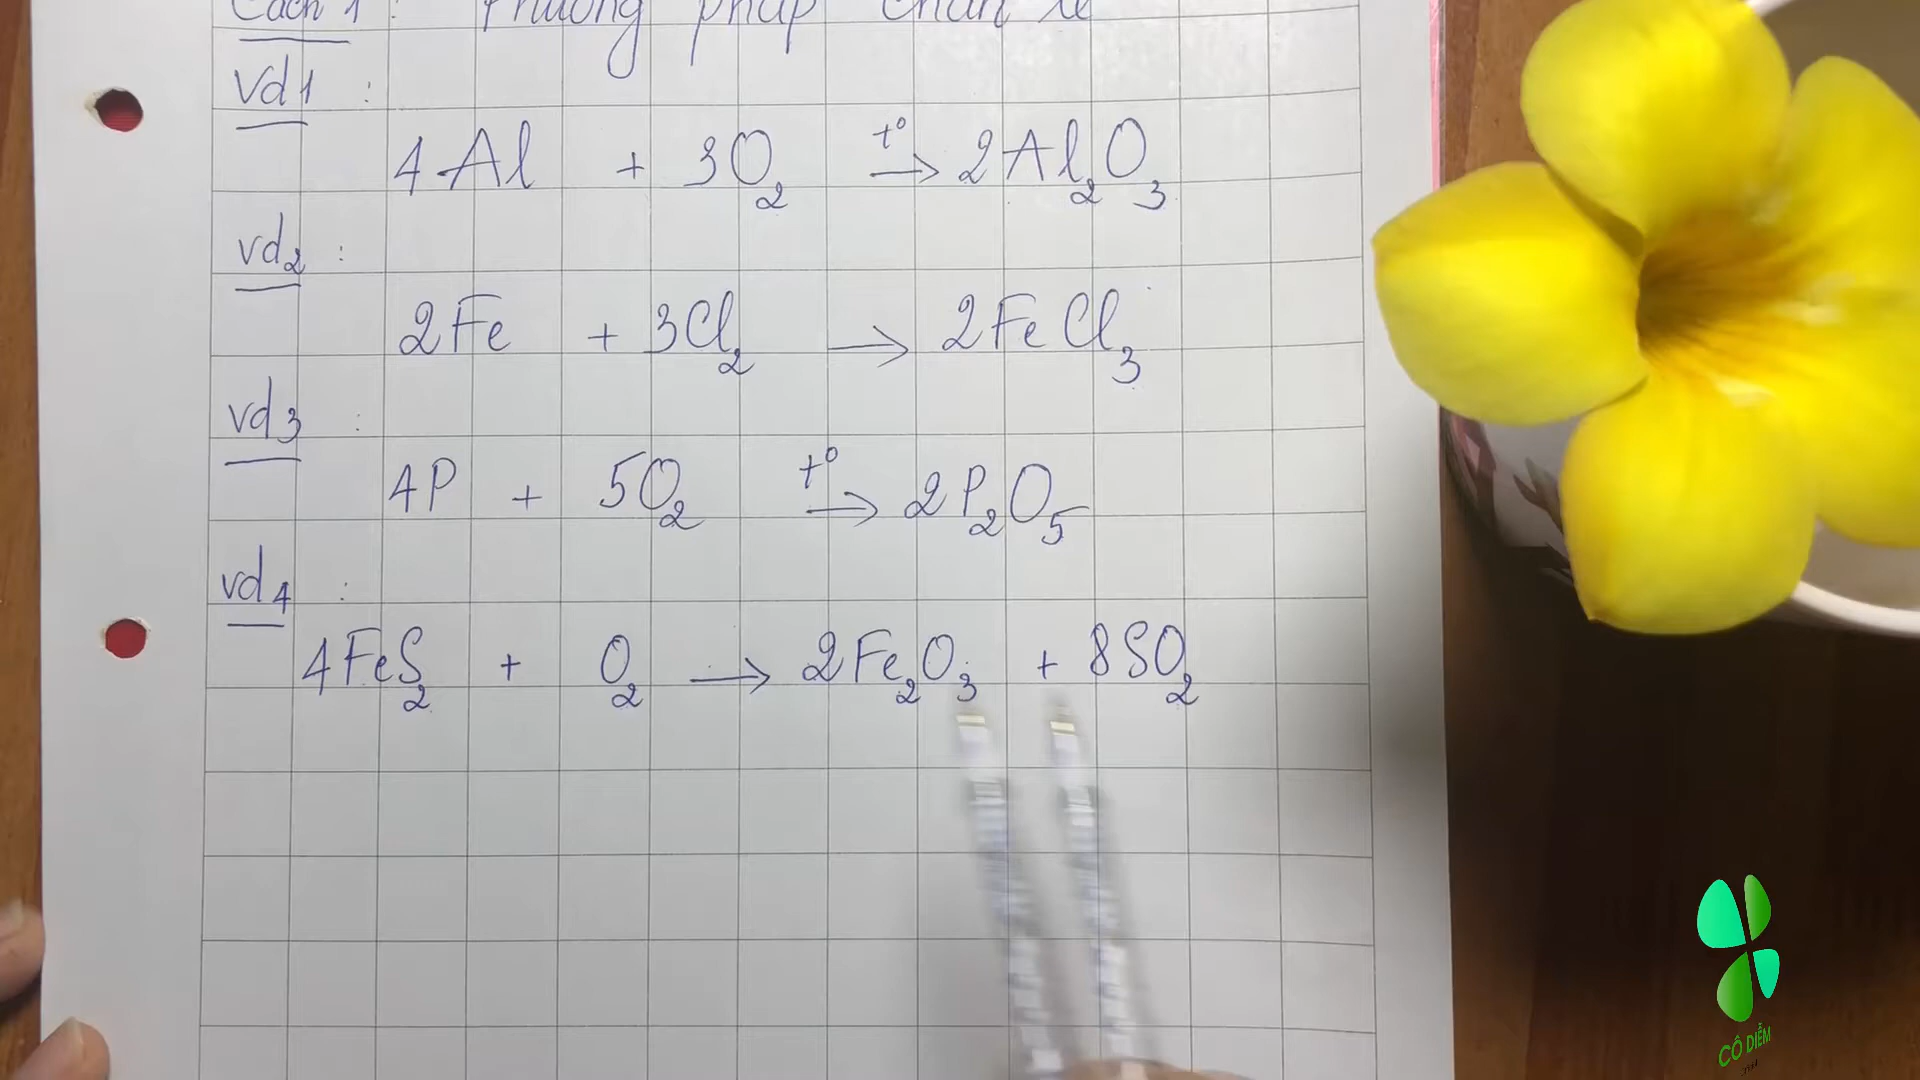 Cách 1 : Phương pháp chẵn lẻ
Vd1 :
4Al + 3O2 t° → 2Al2O3
Vd2 :
2Fe + 3Cl2 → 2FeCl3
Vd3 :
4P + 5O2 t° → 2P2O5
Vd4 :
4FeS2 + O2 → 2Fe2O3 + 8SO2
CÔ DIỄM